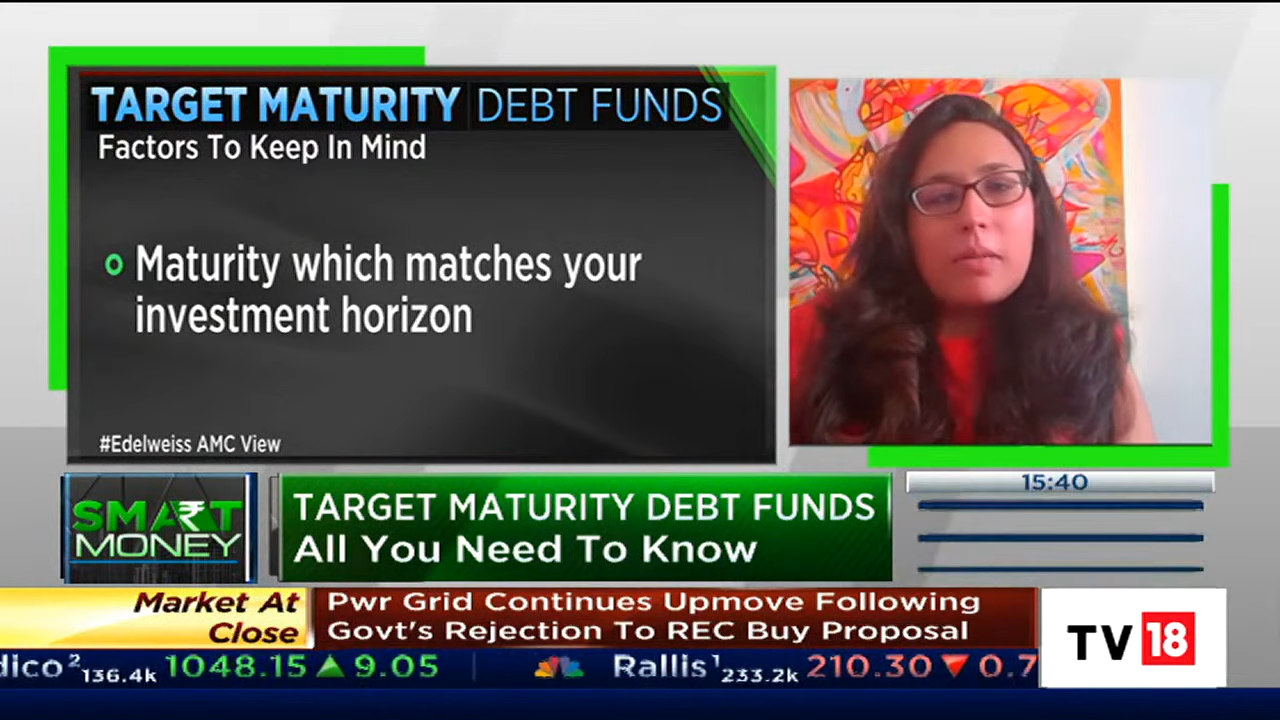 TARGET MATURITY DEBT FUNDS
Factors To Keep In Mind
Maturity which matches your
investment horizon
#Edelweiss AMC View
SMA₹T
MONEY
TARGET MATURITY DEBT FUNDS
All You Need To Know
15:40
Market At
Close
Pwr Grid Continues Upmove Following
Govt's Rejection To REC Buy Proposal
TV18
dico² 136.4k 1048.15 ▲ 9.05 Rallis¹ 233.2k 210.30 ▼ 0.7